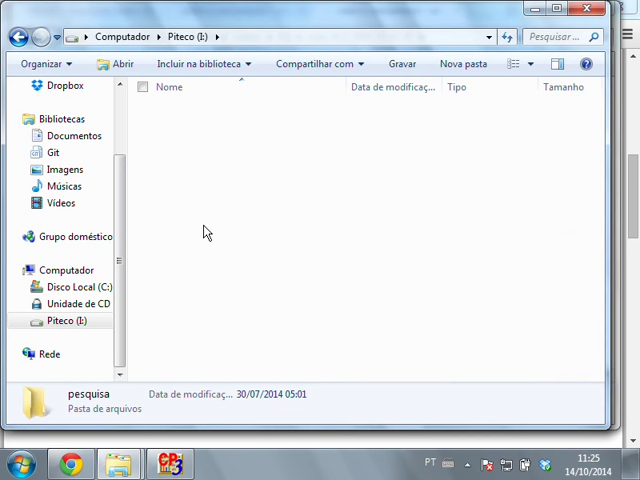 Computador ▸ Piteco (I:) ▸
Pesquisar ...
Organizar
Abrir
Incluir na biblioteca
Compartilhar com
Gravar
Nova pasta
Nome
Data de modificaç...
Tipo
Tamanho
Dropbox
Bibliotecas
Documentos
Git
Imagens
Músicas
Vídeos
Grupo doméstico
Computador
Disco Local (C:)
Unidade de CD
Piteco (I:)
Rede
pesquisa
Data de modificaç... 30/07/2014 05:01
Pasta de arquivos
PT
11:25
14/10/2014